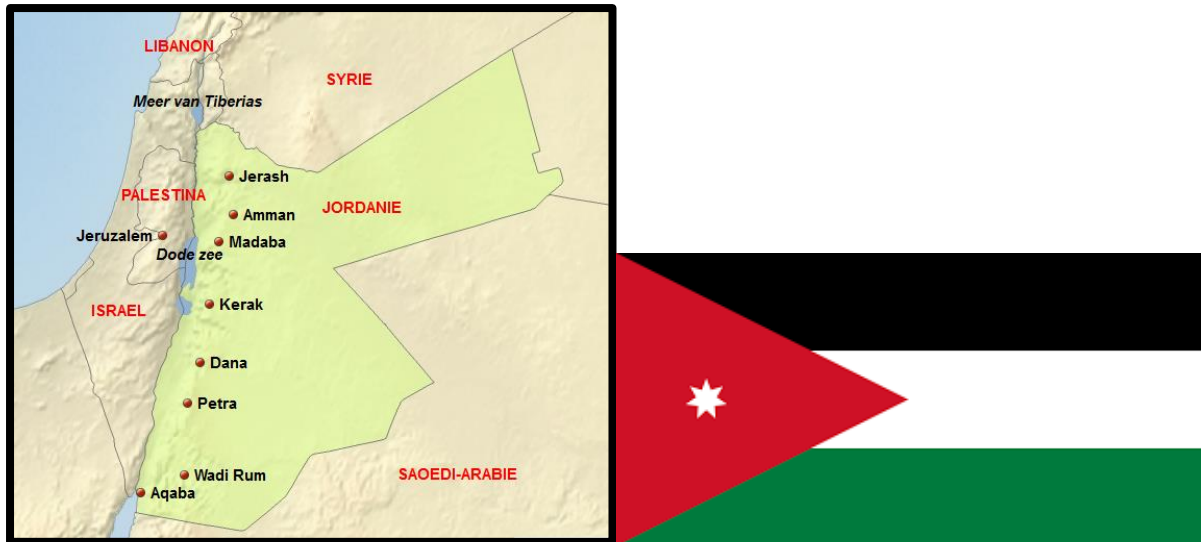 LIBANON
SYRIE
Meer van Tiberias
Jerash
PALESTINA
JORDANIE
Amman
Jeruzalem
Madaba
Dode zee
Kerak
ISRAEL
Dana
Petra
Wadi Rum
SAOEDI-ARABIE
Aqaba